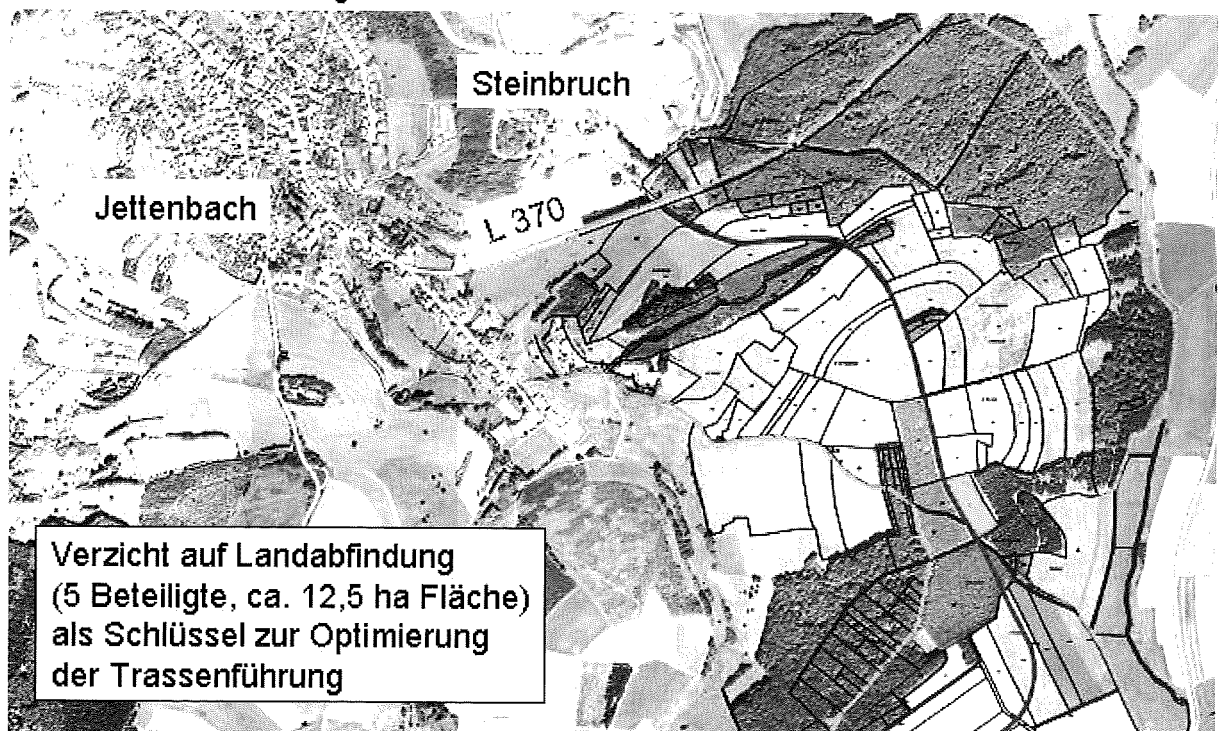 Steinbruch
Jettenbach
L 370
Verzicht auf Landabfindung
(5 Beteiligte, ca. 12,5 ha Fläche)
als Schlüssel zur Optimierung
der Trassenführung